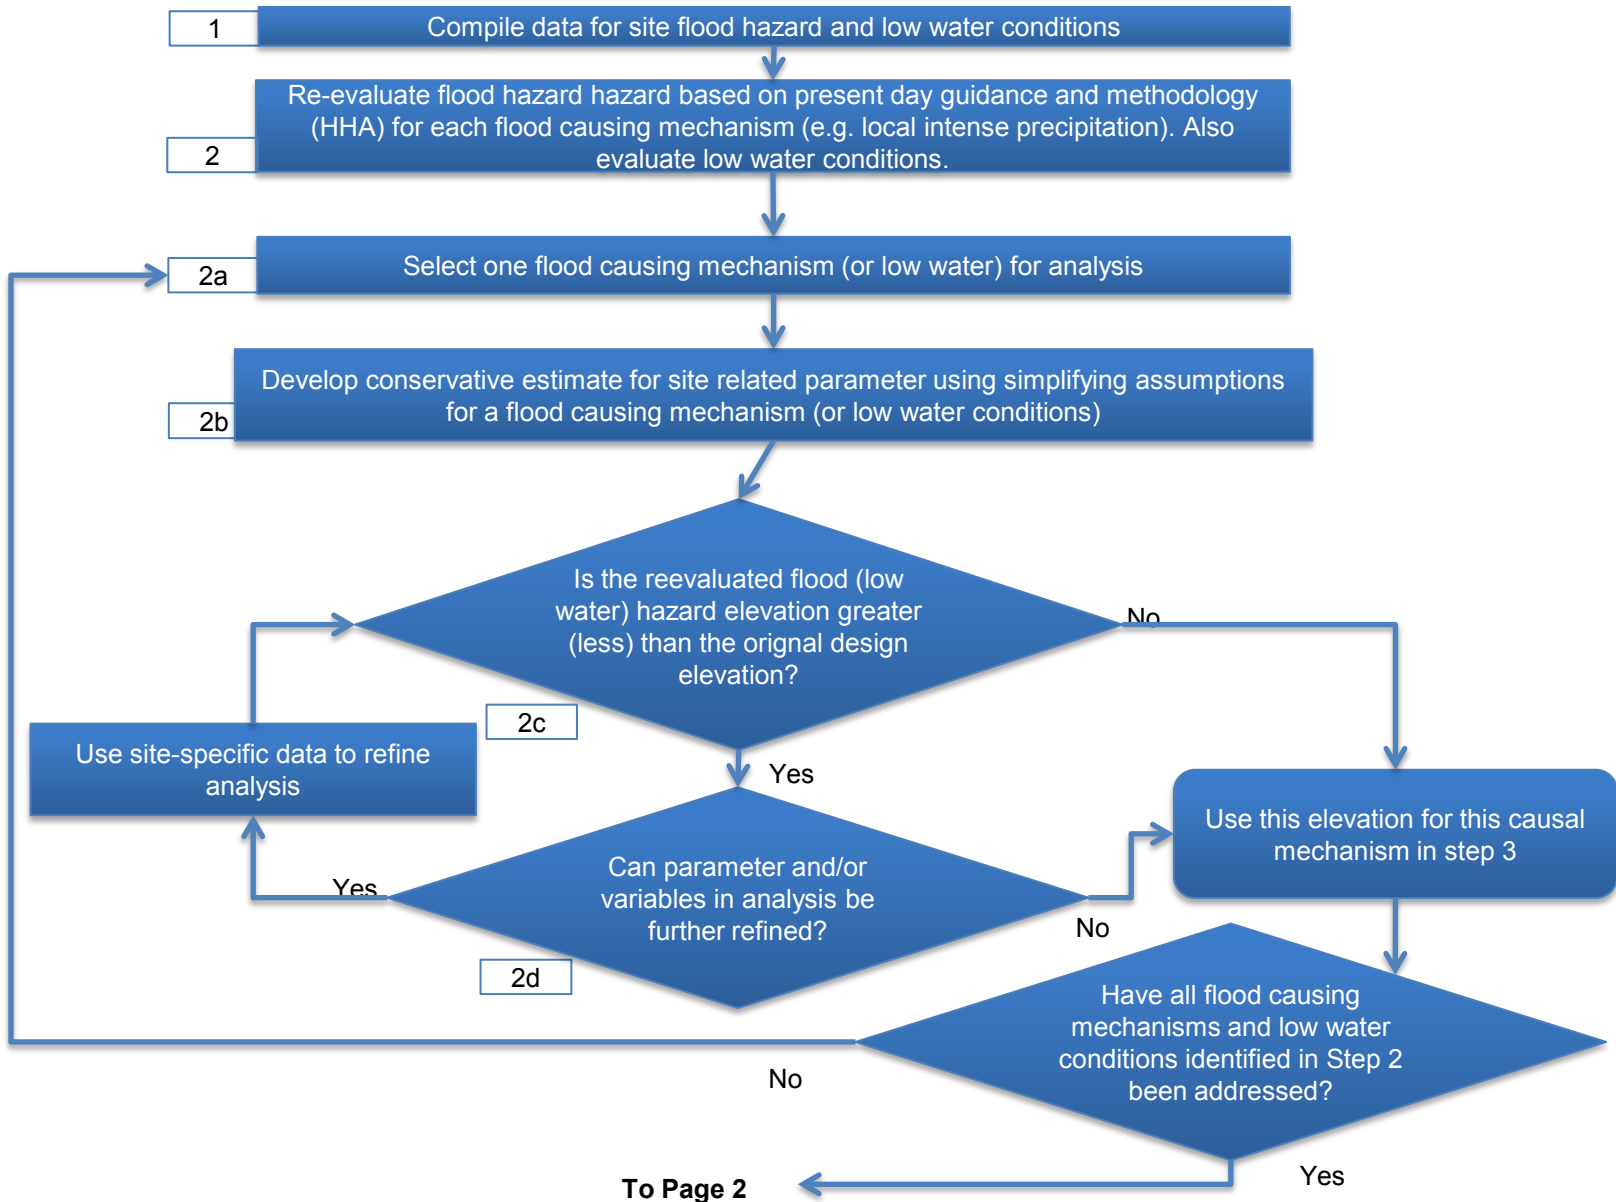 1
Compile data for site flood hazard and low water conditions
Re-evaluate flood hazard hazard based on present day guidance and methodology
(HHA) for each flood causing mechanism (e.g. local intense precipitation). Also
evaluate low water conditions.
2
Select one flood causing mechanism (or low water) for analysis
2a
Develop conservative estimate for site related parameter using simplifying assumptions
for a flood causing mechanism (or low water conditions)
2b
Is the reevaluated flood (low
water) hazard elevation greater
(less) than the orignal design
elevation?
No
2c
Use site-specific data to refine
analysis
Yes
Use this elevation for this causal
mechanism in step 3
Can parameter and/or
variables in analysis be
further refined?
Yes
No
2d
Have all flood causing
mechanisms and low water
conditions identified in Step 2
been addressed?
No
Yes
To Page 2